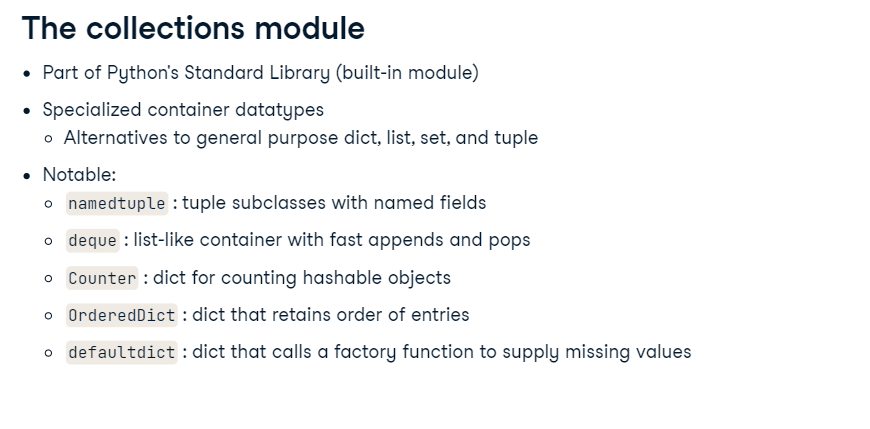 The collections module
• Part of Python's Standard Library (built-in module)
• Specialized container datatypes
◦ Alternatives to general purpose dict, list, set, and tuple
• Notable:
◦ namedtuple : tuple subclasses with named fields
◦ deque : list-like container with fast appends and pops
◦ Counter : dict for counting hashable objects
◦ OrderedDict : dict that retains order of entries
◦ defaultdict : dict that calls a factory function to supply missing values